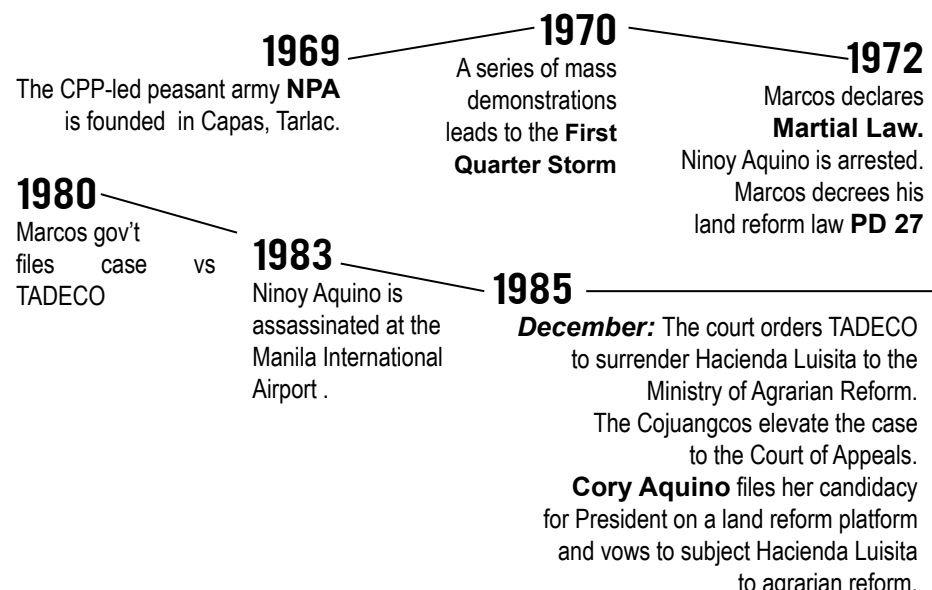 1969
The CPP-led peasant army NPA
is founded in Capas, Tarlac.
1970
A series of mass
demonstrations
leads to the First
Quarter Storm
1972
Marcos declares
Martial Law.
Ninoy Aquino is arrested.
Marcos decrees his
land reform law PD 27
1980
Marcos gov't
files case vs
TADECO
1983
Ninoy Aquino is
assassinated at the
Manila International
Airport .
1985
December: The court orders TADECO
to surrender Hacienda Luisita to the
Ministry of Agrarian Reform.
The Cojuangcos elevate the case
to the Court of Appeals.
Cory Aquino files her candidacy
for President on a land reform platform
and vows to subject Hacienda Luisita
to agrarian reform.